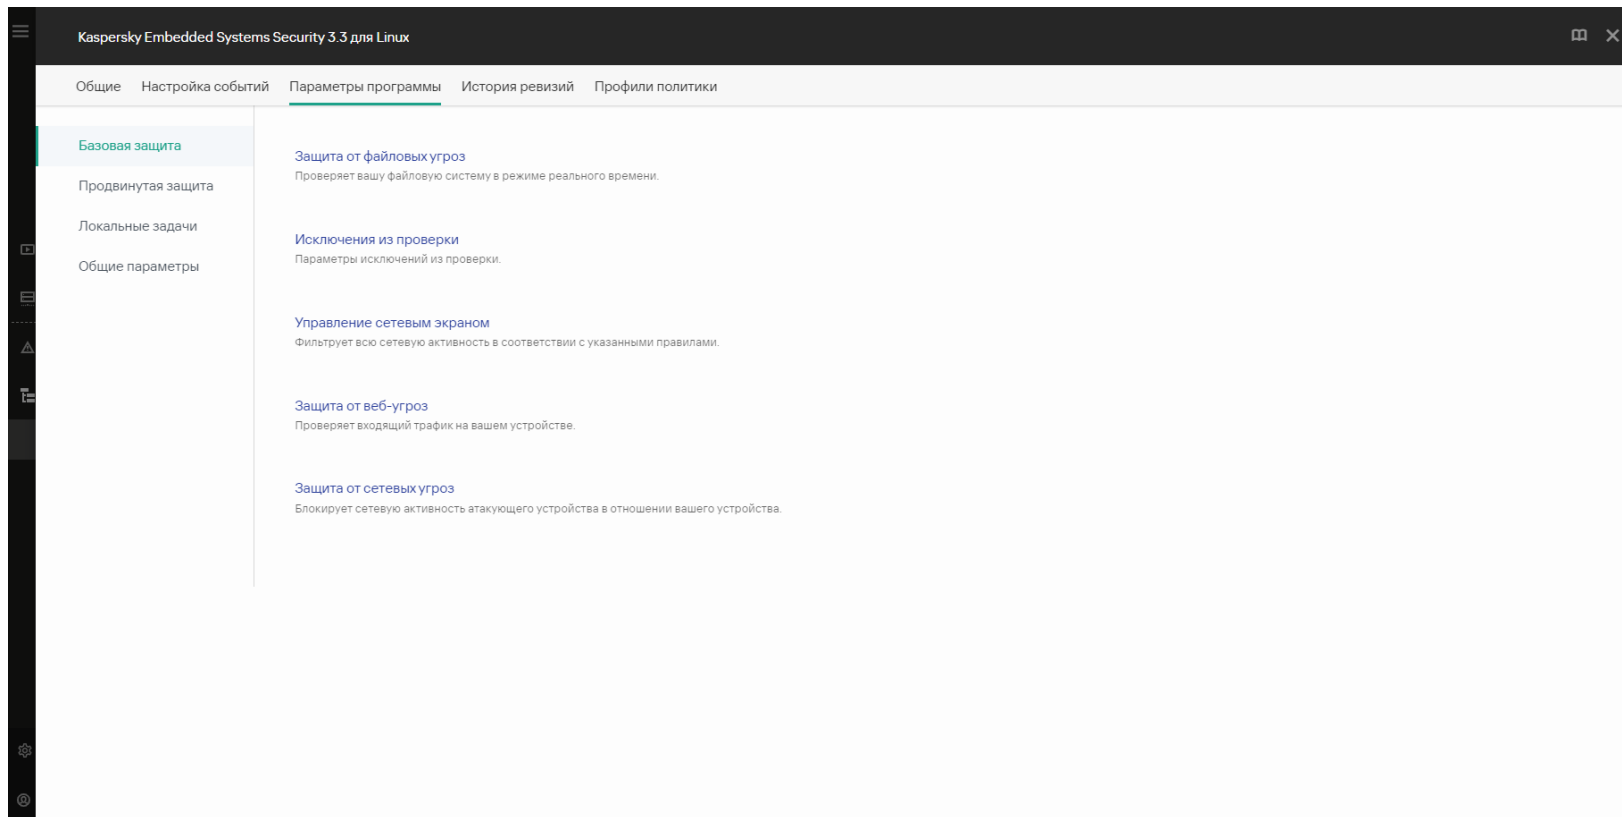 Kaspersky Embedded Systems Security 3.3 для Linux
Общие Настройка событий Параметры программы История ревизий Профили политики
Базовая защита
Продвинутая защита
Локальные задачи
Общие параметры
Защита от файловых угроз
Проверяет вашу файловую систему в режиме реального времени.
Исключения из проверки
Параметры исключений из проверки.
Управление сетевым экраном
Фильтрует всю сетевую активность в соответствии с указанными правилами.
Защита от веб-угроз
Проверяет входящий трафик на вашем устройстве.
Защита от сетевых угроз
Блокирует сетевую активность атакующего устройства в отношении вашего устройства.